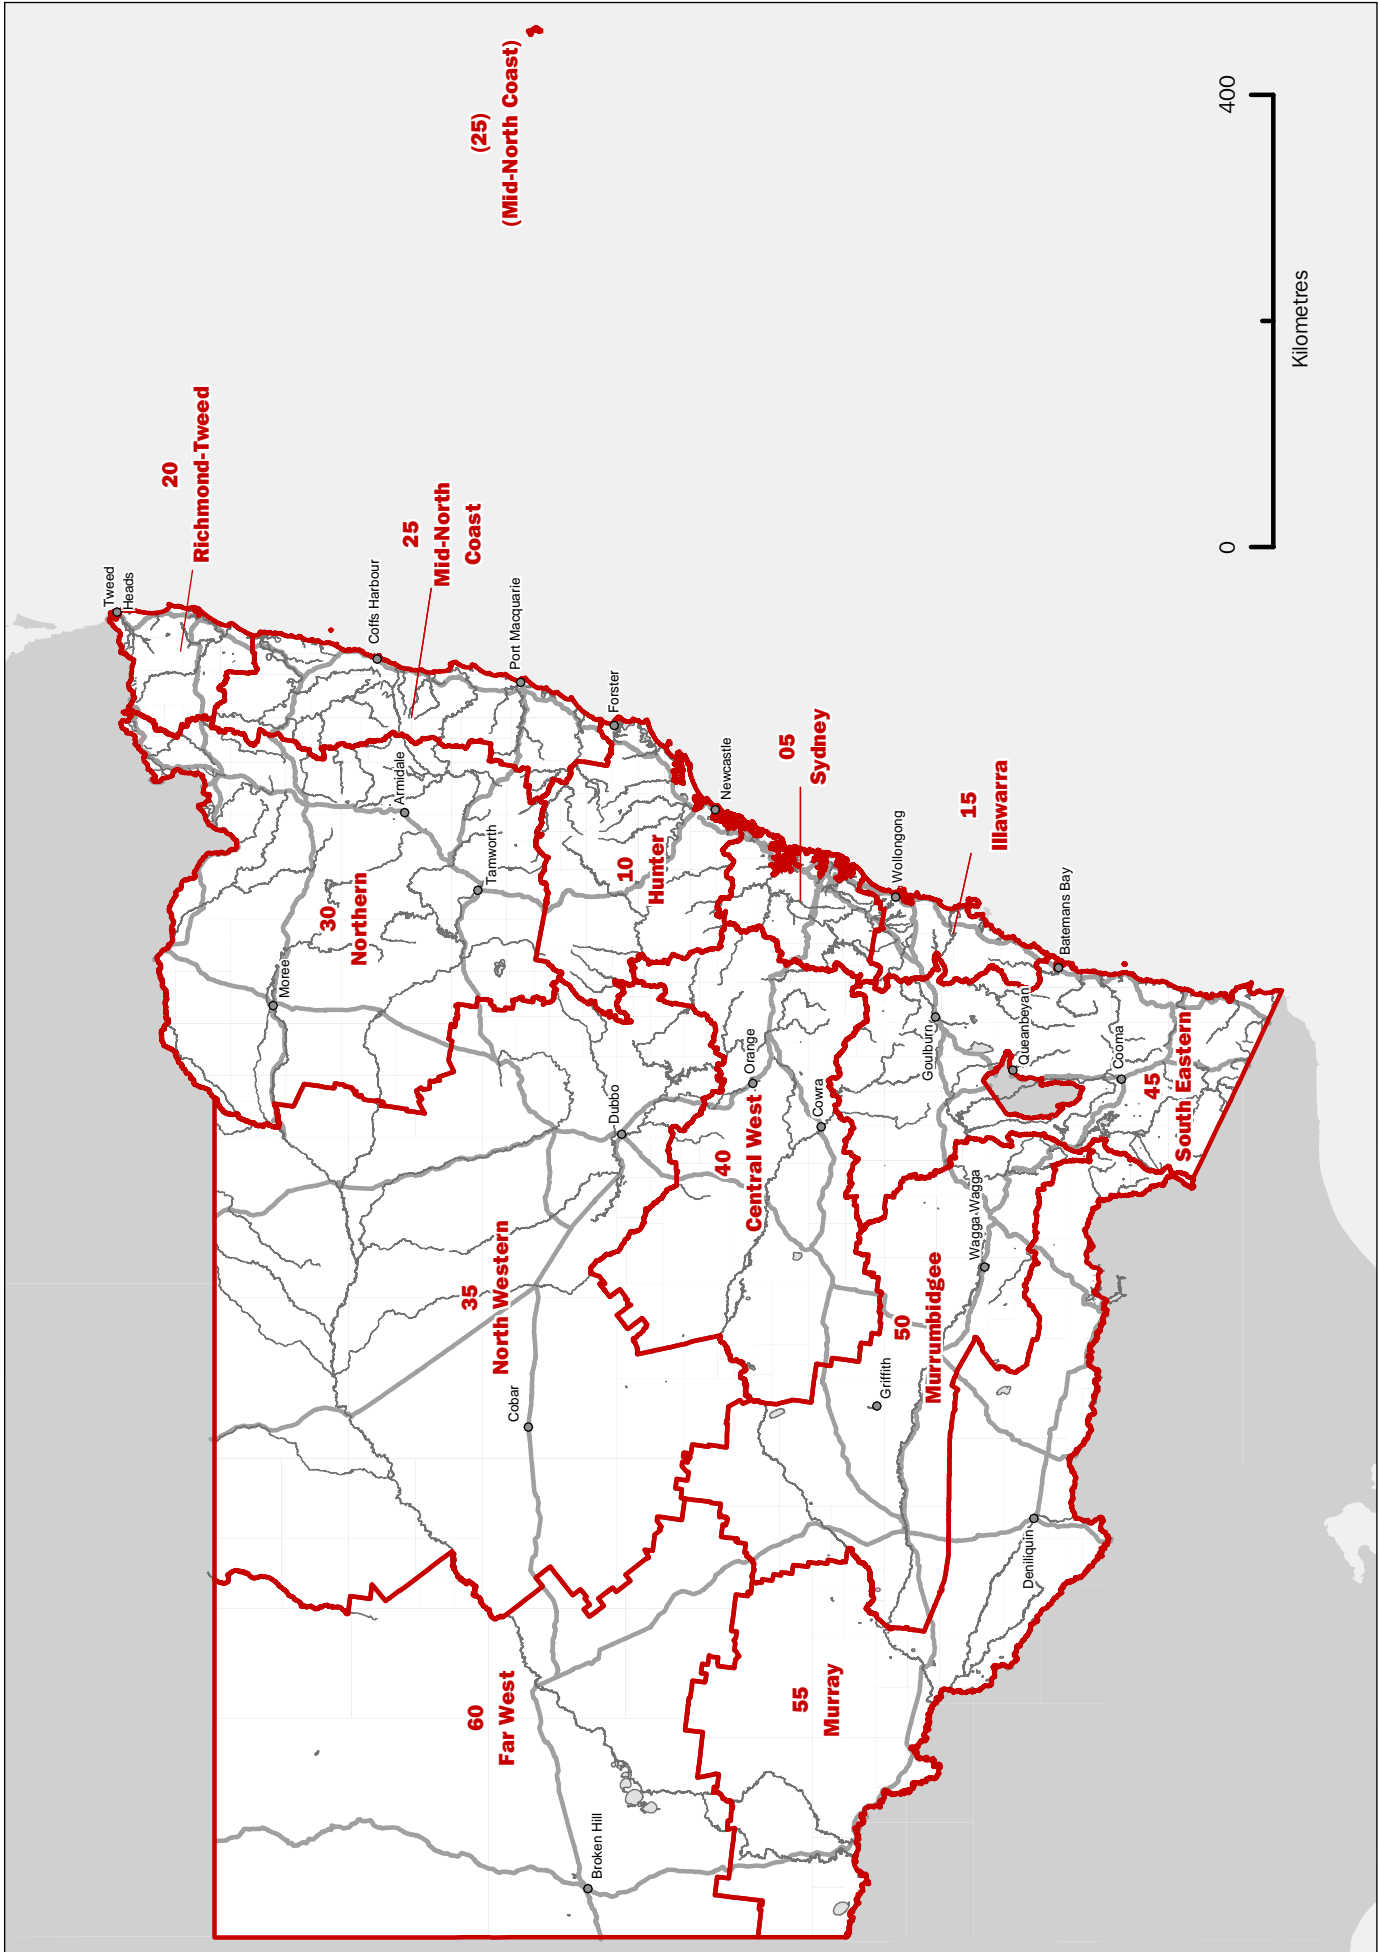 (25)
(Mid-North Coast)
20
Richmond-Tweed
Tweed
Heads
25
Mid-North
Coast
Coffs Harbour
Port Macquarie
Forster
30
Northern
Armidale
Tamworth
Moree
10
Hunter
Newcastle
05
Sydney
Wollongong
15
Illawarra
Batemans Bay
35
North Western
Dubbo
Cobar
40
Central West
Orange
Cowra
Goulburn
Queanbeyan
Cooma
45
South Eastern
50
Murrumbidgee
Wagga Wagga
Griffith
Deniliquin
55
Murray
60
Far West
Broken Hill
0
400
Kilometres